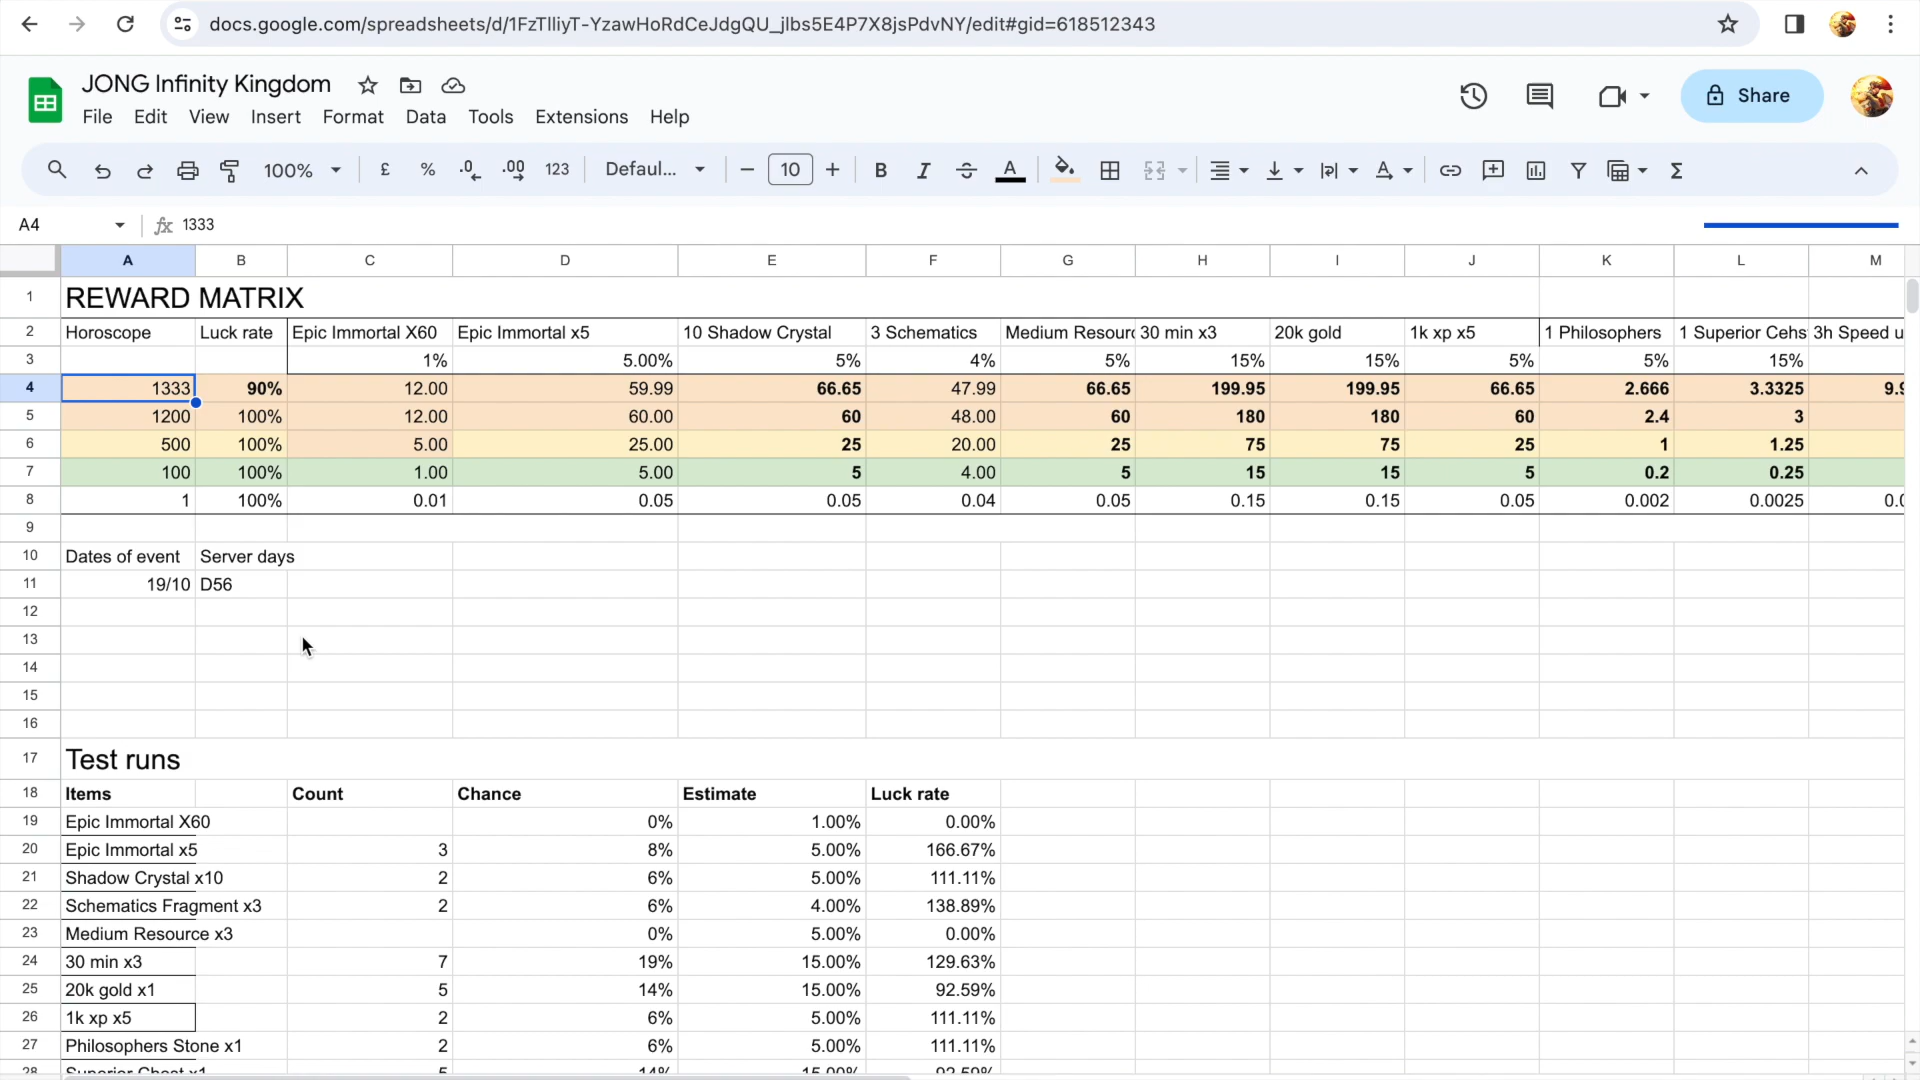 docs.google.com/spreadsheets/d/1FzTlliyT-YzawHoRdCeJdgQU_jlbs5E4P7X8jsPdvNY/edit#gid=618512343
JONG Infinity Kingdom
File Edit View Insert Format Data Tools Extensions Help
Share
100% £ % .0 .00 123 Defaul... 10 B I A
A4 fx 1333
A B C D E F G H I J K L M
1 REWARD MATRIX
2 Horoscope Luck rate Epic Immortal X60 Epic Immortal x5 10 Shadow Crystal 3 Schematics Medium Resourc 30 min x3 20k gold 1k xp x5 1 Philosophers 1 Superior Cehs 3h Speed u
3 1% 5.00% 5% 4% 5% 15% 15% 5% 5% 15%
4 1333 90% 12.00 59.99 66.65 47.99 66.65 199.95 199.95 66.65 2.666 3.3325 9.9
5 1200 100% 12.00 60.00 60 48.00 60 180 180 60 2.4 3
6 500 100% 5.00 25.00 25 20.00 25 75 75 25 1 1.25
7 100 100% 1.00 5.00 5 4.00 5 15 15 5 0.2 0.25
8 1 100% 0.01 0.05 0.05 0.04 0.05 0.15 0.15 0.05 0.002 0.0025 0.0
9
10 Dates of event Server days
11 19/10 D56
12
13
14
15
16
17 Test runs
18 Items Count Chance Estimate Luck rate
19 Epic Immortal X60 0% 1.00% 0.00%
20 Epic Immortal x5 3 8% 5.00% 166.67%
21 Shadow Crystal x10 2 6% 5.00% 111.11%
22 Schematics Fragment x3 2 6% 4.00% 138.89%
23 Medium Resource x3 0% 5.00% 0.00%
24 30 min x3 7 19% 15.00% 129.63%
25 20k gold x1 5 14% 15.00% 92.59%
26 1k xp x5 2 6% 5.00% 111.11%
27 Philosophers Stone x1 2 6% 5.00% 111.11%
28 Superior Chest x1 5 14% 15.00% 92.59%